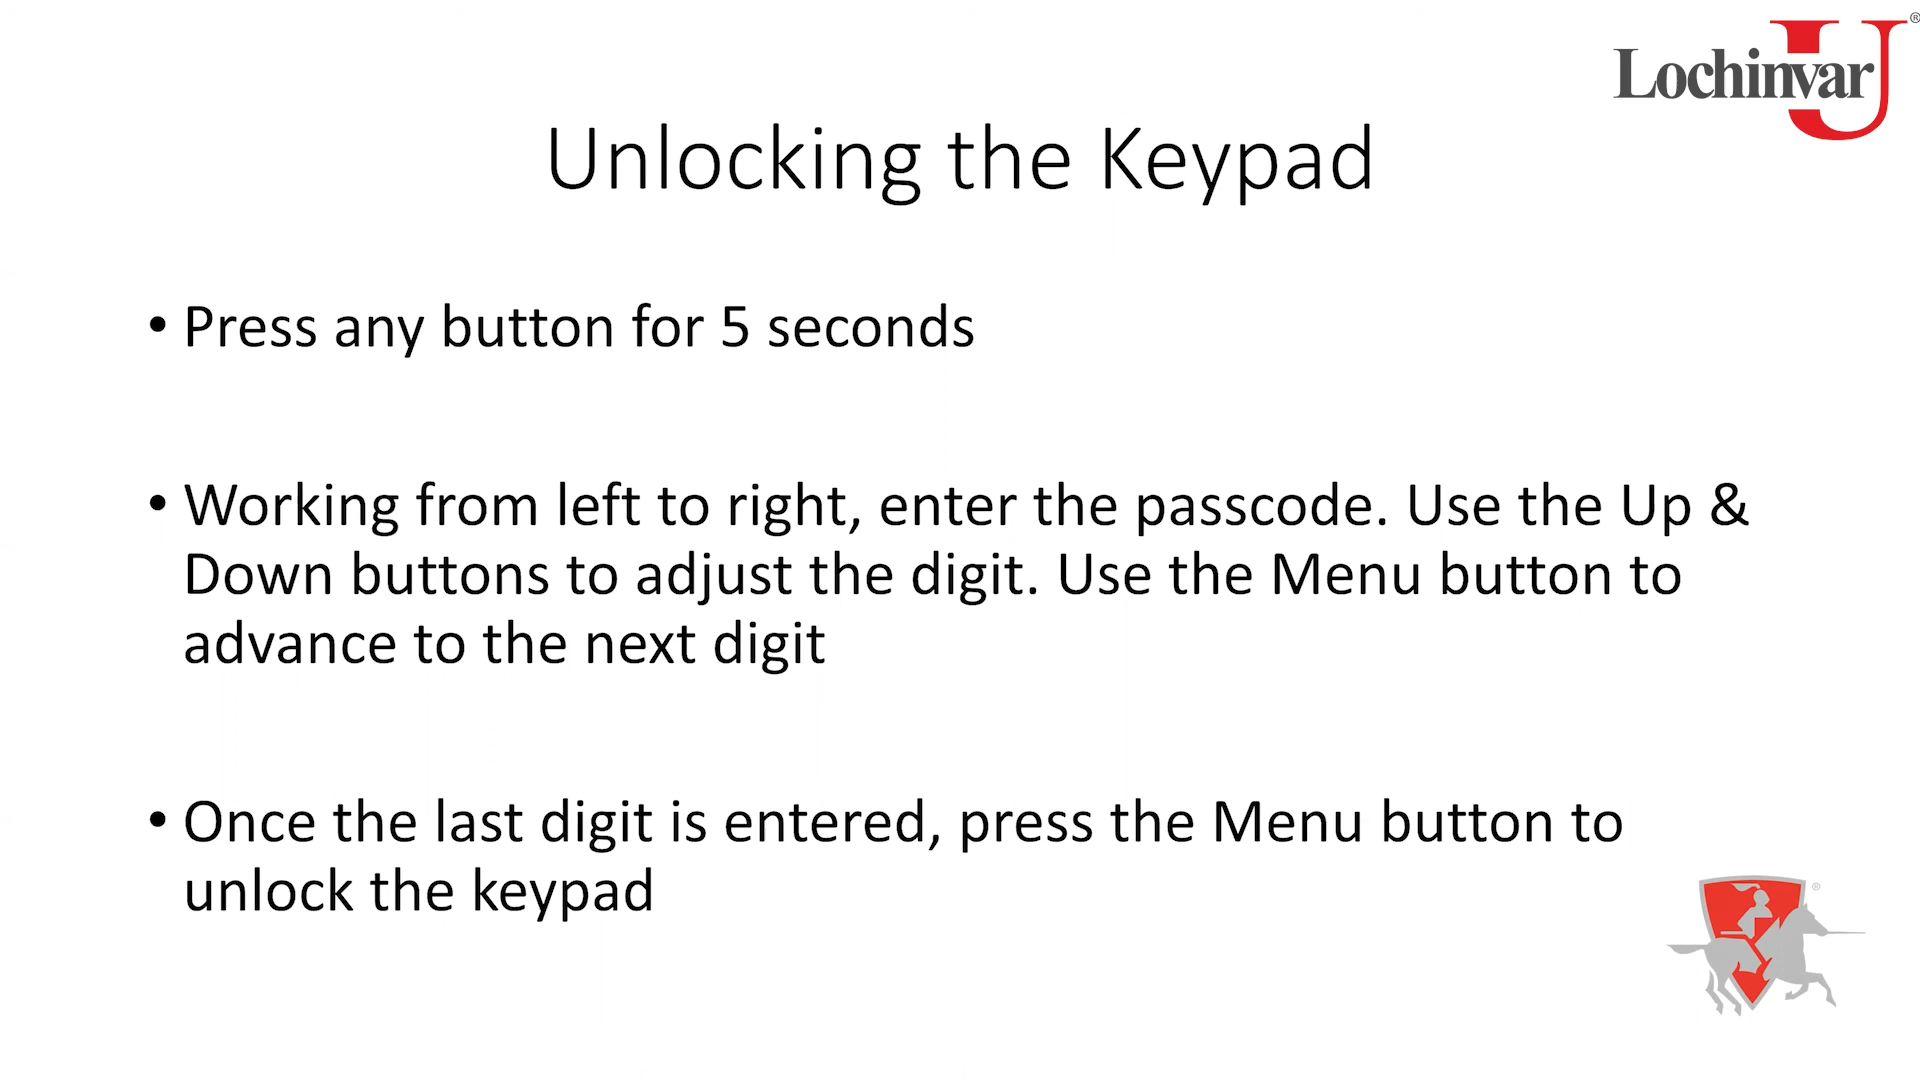 Lochinvar U®
Unlocking the Keypad
• Press any button for 5 seconds
• Working from left to right, enter the passcode. Use the Up &
Down buttons to adjust the digit. Use the Menu button to
advance to the next digit
• Once the last digit is entered, press the Menu button to
unlock the keypad
®